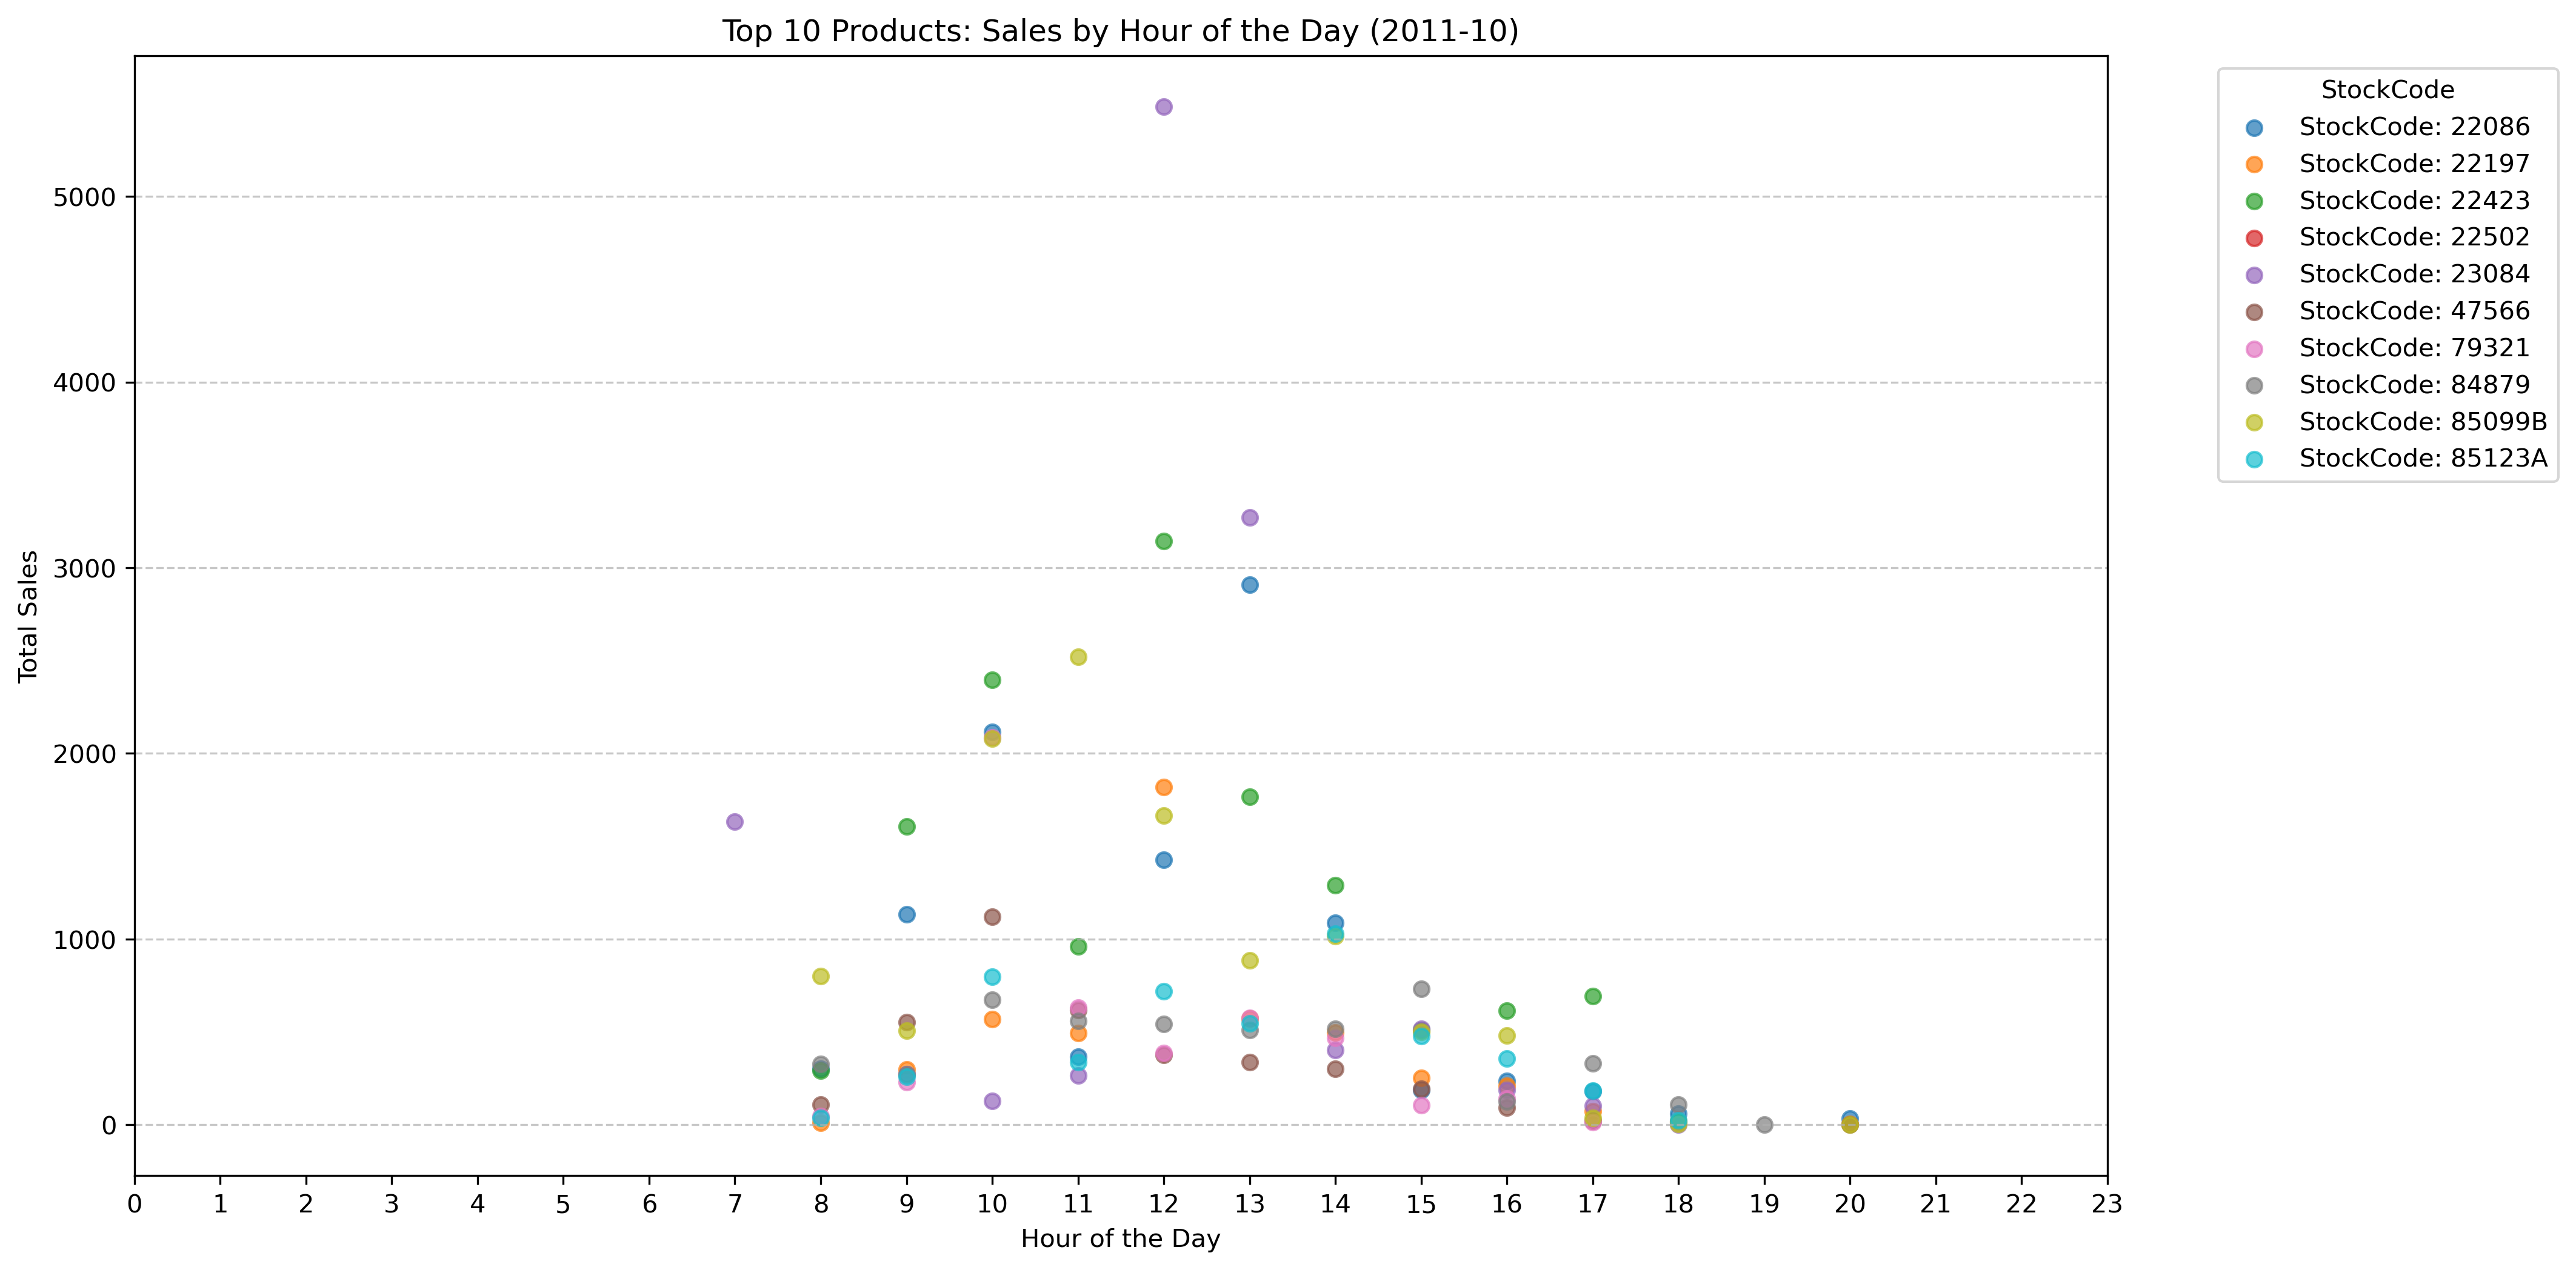 Top 10 Products: Sales by Hour of the Day (2011-10)
Total Sales
5000
4000
3000
2000
1000
0
0 1 2 3 4 5 6 7 8 9 10 11 12 13 14 15 16 17 18 19 20 21 22 23
Hour of the Day
StockCode
StockCode: 22086
StockCode: 22197
StockCode: 22423
StockCode: 22502
StockCode: 23084
StockCode: 47566
StockCode: 79321
StockCode: 84879
StockCode: 85099B
StockCode: 85123A